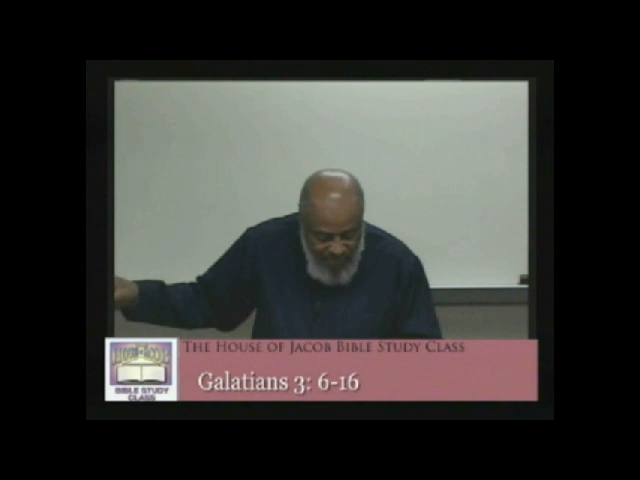 THE HOUSE OF JACOB BIBLE STUDY CLASS
Galatians 3: 6-16
BIBLE STUDY
CLASS